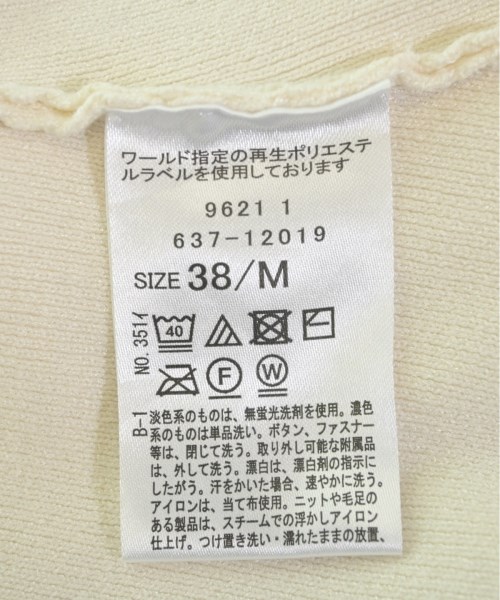 ワールド指定の再生ポリエステ
ルラベルを使用しております
9621 1
637-12019
SIZE 38/M
40
F
W
B-1 NO.351イ
淡色系のものは、無蛍光洗剤を使用。濃色
系のものは単品洗い。ボタン、ファスナー
等は、閉じて洗う。取り外し可能な附属品
は、外して洗う。漂白は、漂白剤の指示に
したがう。汗をかいた場合、速やかに洗う。
アイロンは、当て布使用。ニットや毛足の
ある製品は、スチームでの浮かしアイロン
仕上げ。つけ置き洗い・濡れたままの放置、